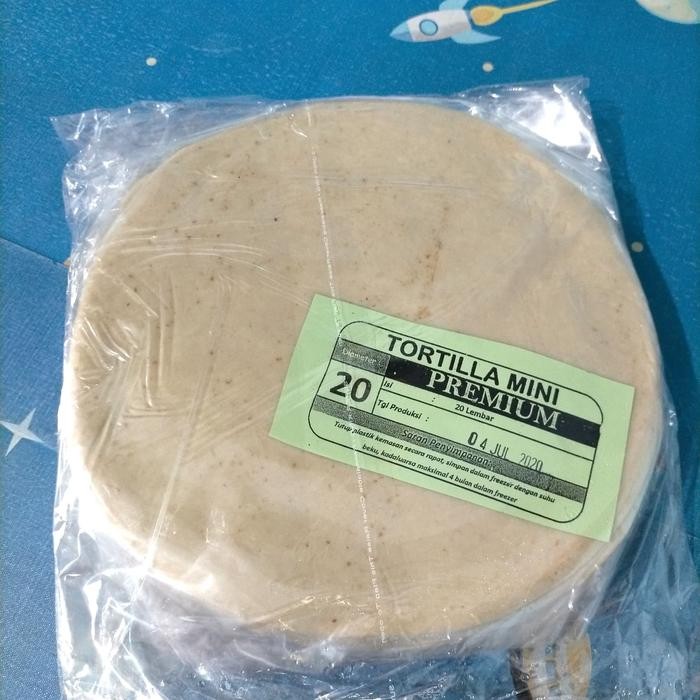 TORTILLA MINI
Diameter
PREMIUM
20
Isi : 20 Lembar
Tgl Produksi : 04 JUL 2020
Saran Penyimpanan :
Tutup plastik kemasan secara rapat, simpan dalam freezer dengan suhu
beku, kadaluarsa maksimal 4 bulan dalam freezer